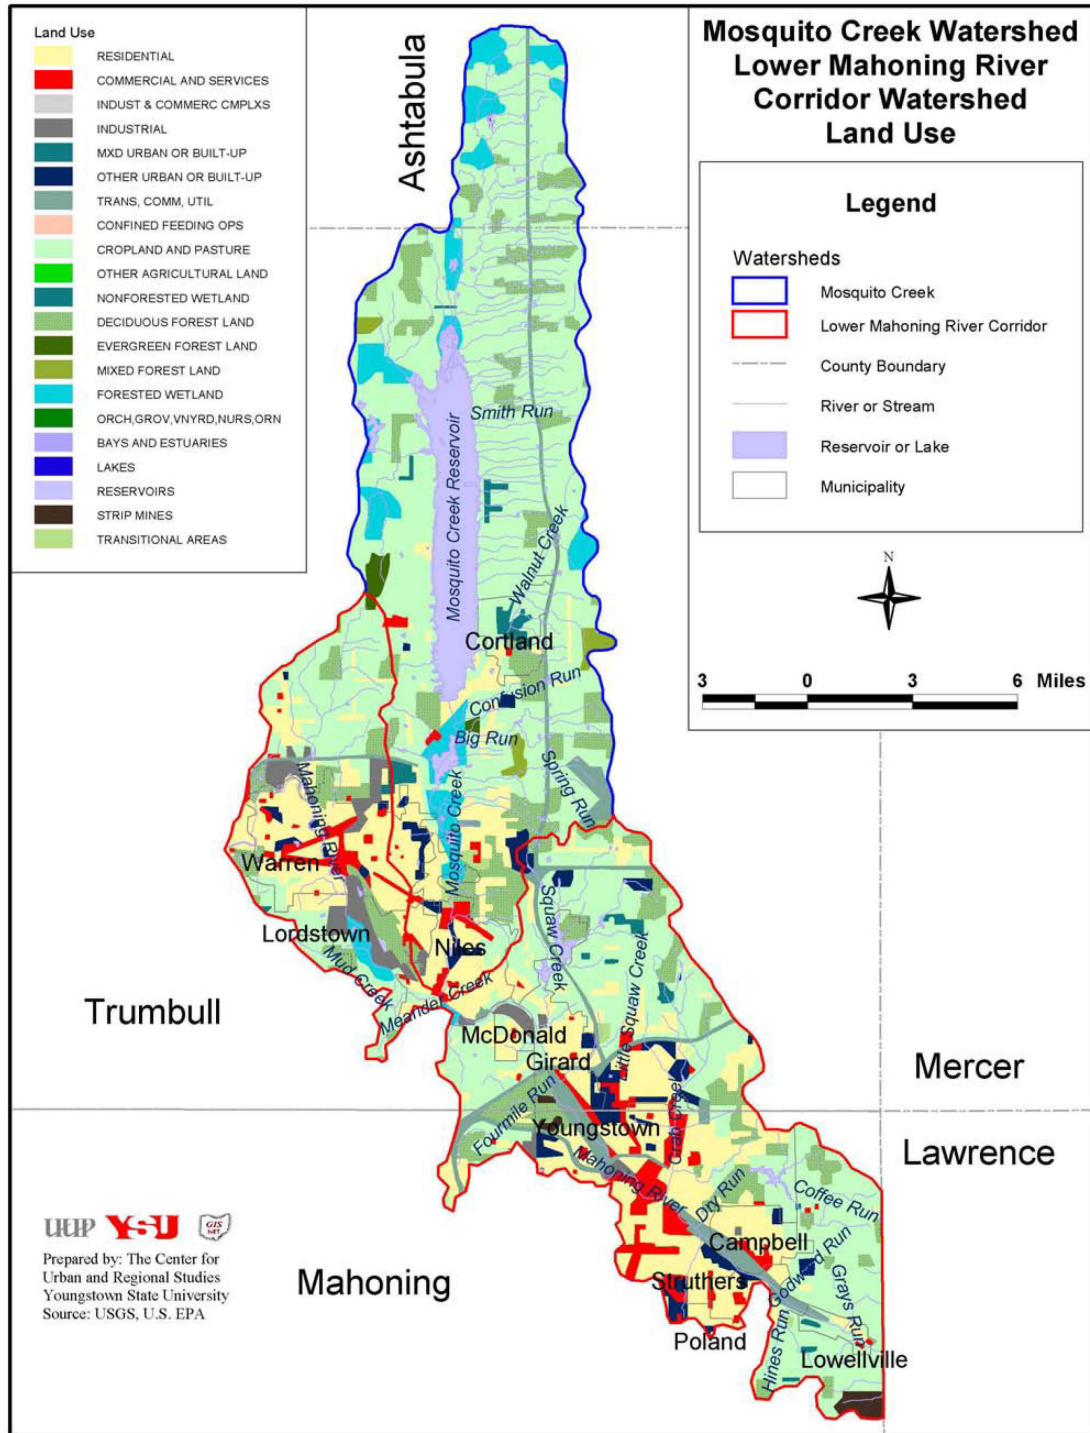 Mosquito Creek Watershed
Lower Mahoning River
Corridor Watershed
Land Use
Land Use
RESIDENTIAL
COMMERCIAL AND SERVICES
INDUST & COMMERC CMPLXS
INDUSTRIAL
MXD URBAN OR BUILT-UP
OTHER URBAN OR BUILT-UP
TRANS, COMM, UTIL
CONFINED FEEDING OPS
CROPLAND AND PASTURE
OTHER AGRICULTURAL LAND
NONFORESTED WETLAND
DECIDUOUS FOREST LAND
EVERGREEN FOREST LAND
MIXED FOREST LAND
FORESTED WETLAND
ORCH,GROV,VNYRD,NURS,ORN
BAYS AND ESTUARIES
LAKES
RESERVOIRS
STRIP MINES
TRANSITIONAL AREAS
Legend
Watersheds
Mosquito Creek
Lower Mahoning River Corridor
County Boundary
River or Stream
Reservoir or Lake
Municipality
N
3 0 3 6 Miles
Ashtabula
Smith Run
Mosquito Creek Reservoir
Walnut Creek
Cortland
Confusion Run
Big Run
Spring Run
Mahoning River
Mosquito Creek
Warren
Lordstown
Niles
Squaw Creek
Mud Creek
Meander Creek
Little Squaw Creek
Trumbull
McDonald
Girard
Mercer
Fourmile Run
Youngstown
Crab Creek
Lawrence
Mahoning River
Dry Run
Coffee Run
Campbell
Godward Run
Grays Run
Struthers
Mahoning
Poland
Hines Run
Lowellville
uup YSU GIS NET
Prepared by: The Center for
Urban and Regional Studies
Youngstown State University
Source: USGS, U.S. EPA